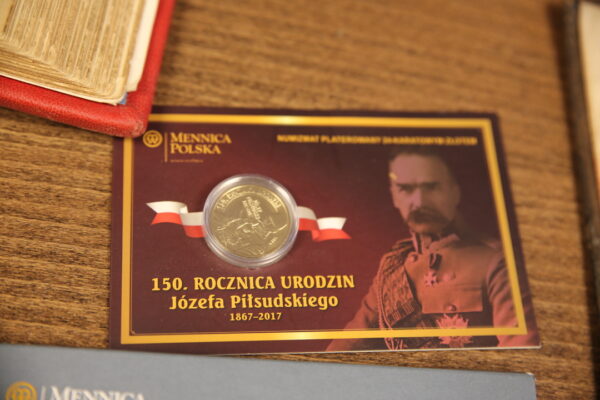 MENNICA
POLSKA
NUMIZMAT PLATEROWANY 24-KARATOWYM ZŁOTEM
150. ROCZNICA URODZIN
Józefa Piłsudskiego
1867–2017
MENNICA